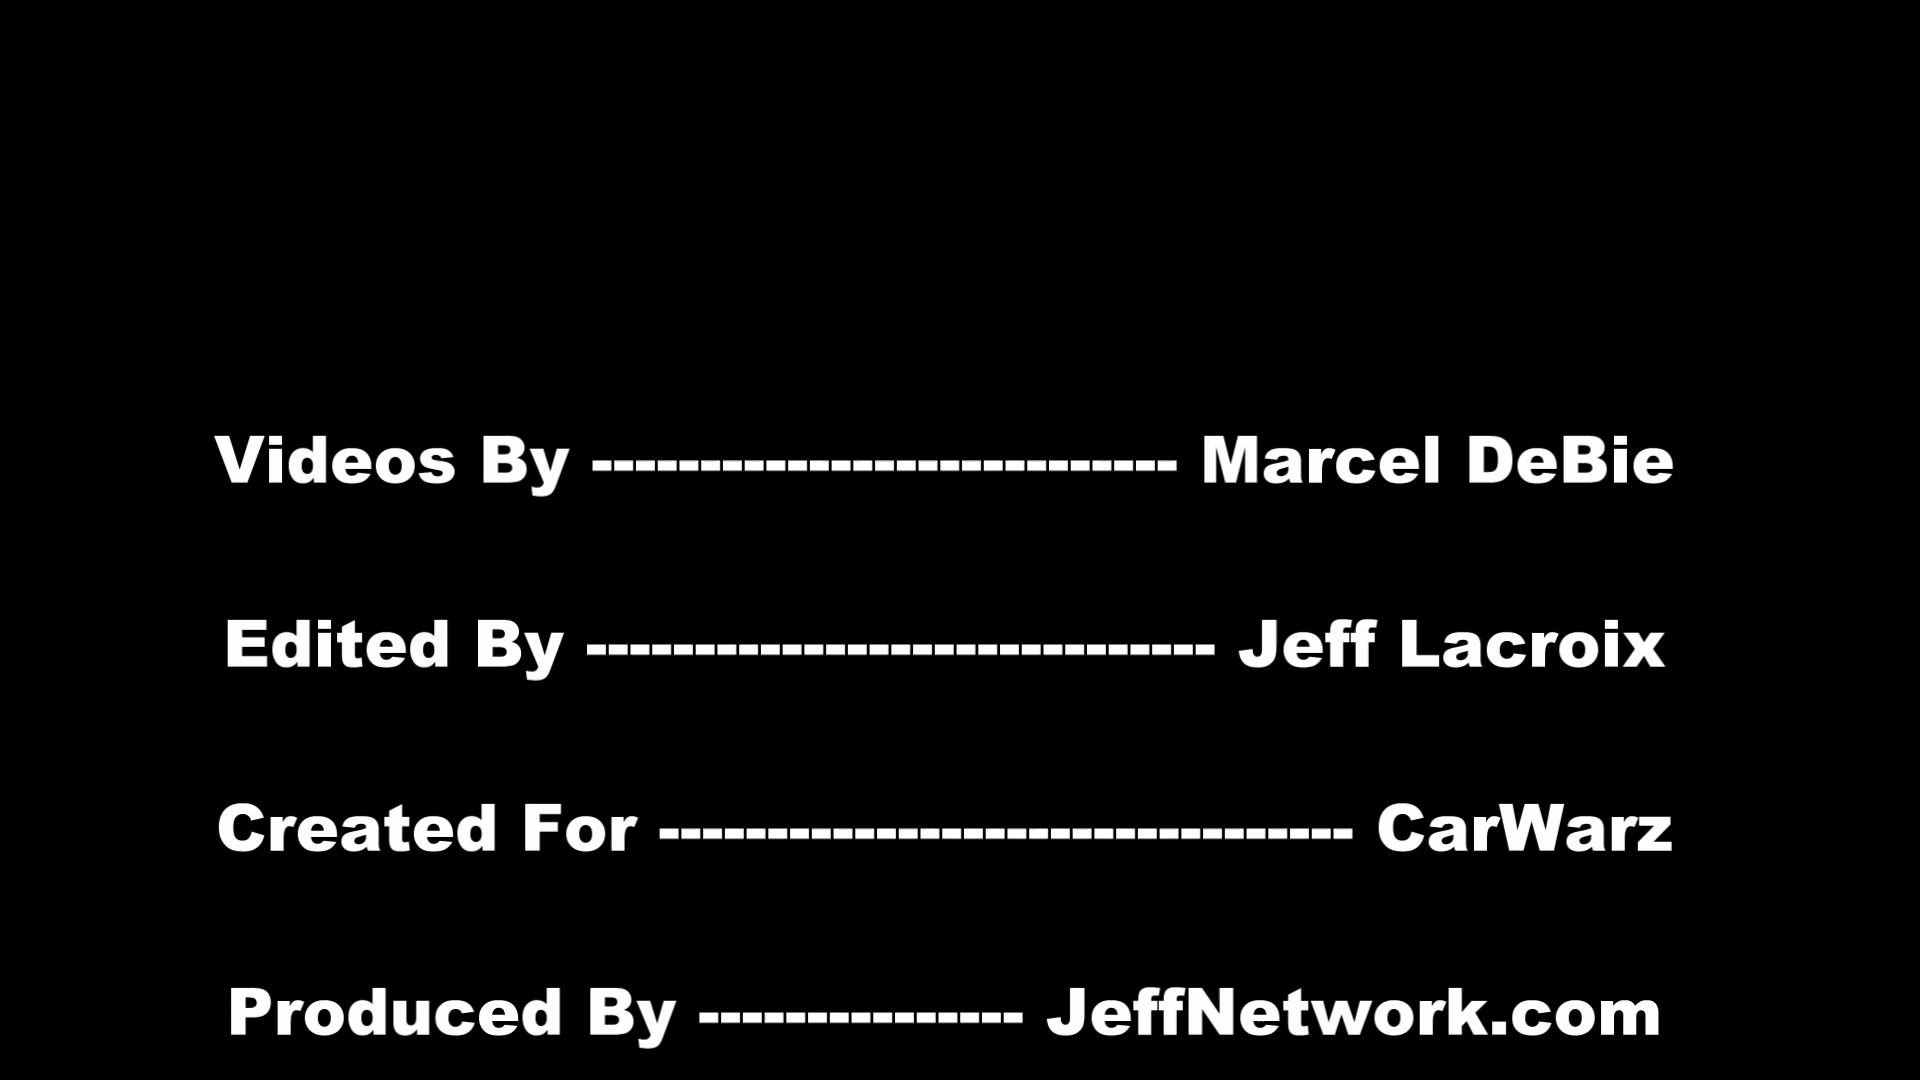 Videos By --------------------------- Marcel DeBie
Edited By ----------------------------- Jeff Lacroix
Created For -------------------------------- CarWarz
Produced By --------------- JeffNetwork.com